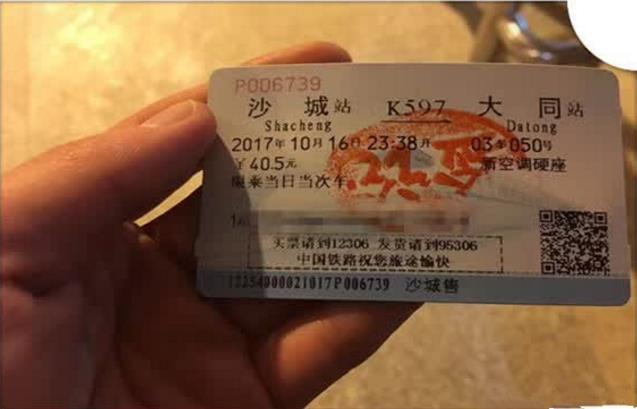 P006739
沙城站 K597 大同站
Shacheng Datong
2017年10月16日23:38开 03车050号
¥40.5元 新空调硬座
限乘当日当次车
买票请到12306 发货请到95306
中国铁路祝您旅途愉快
12254000021017P006739 沙城售